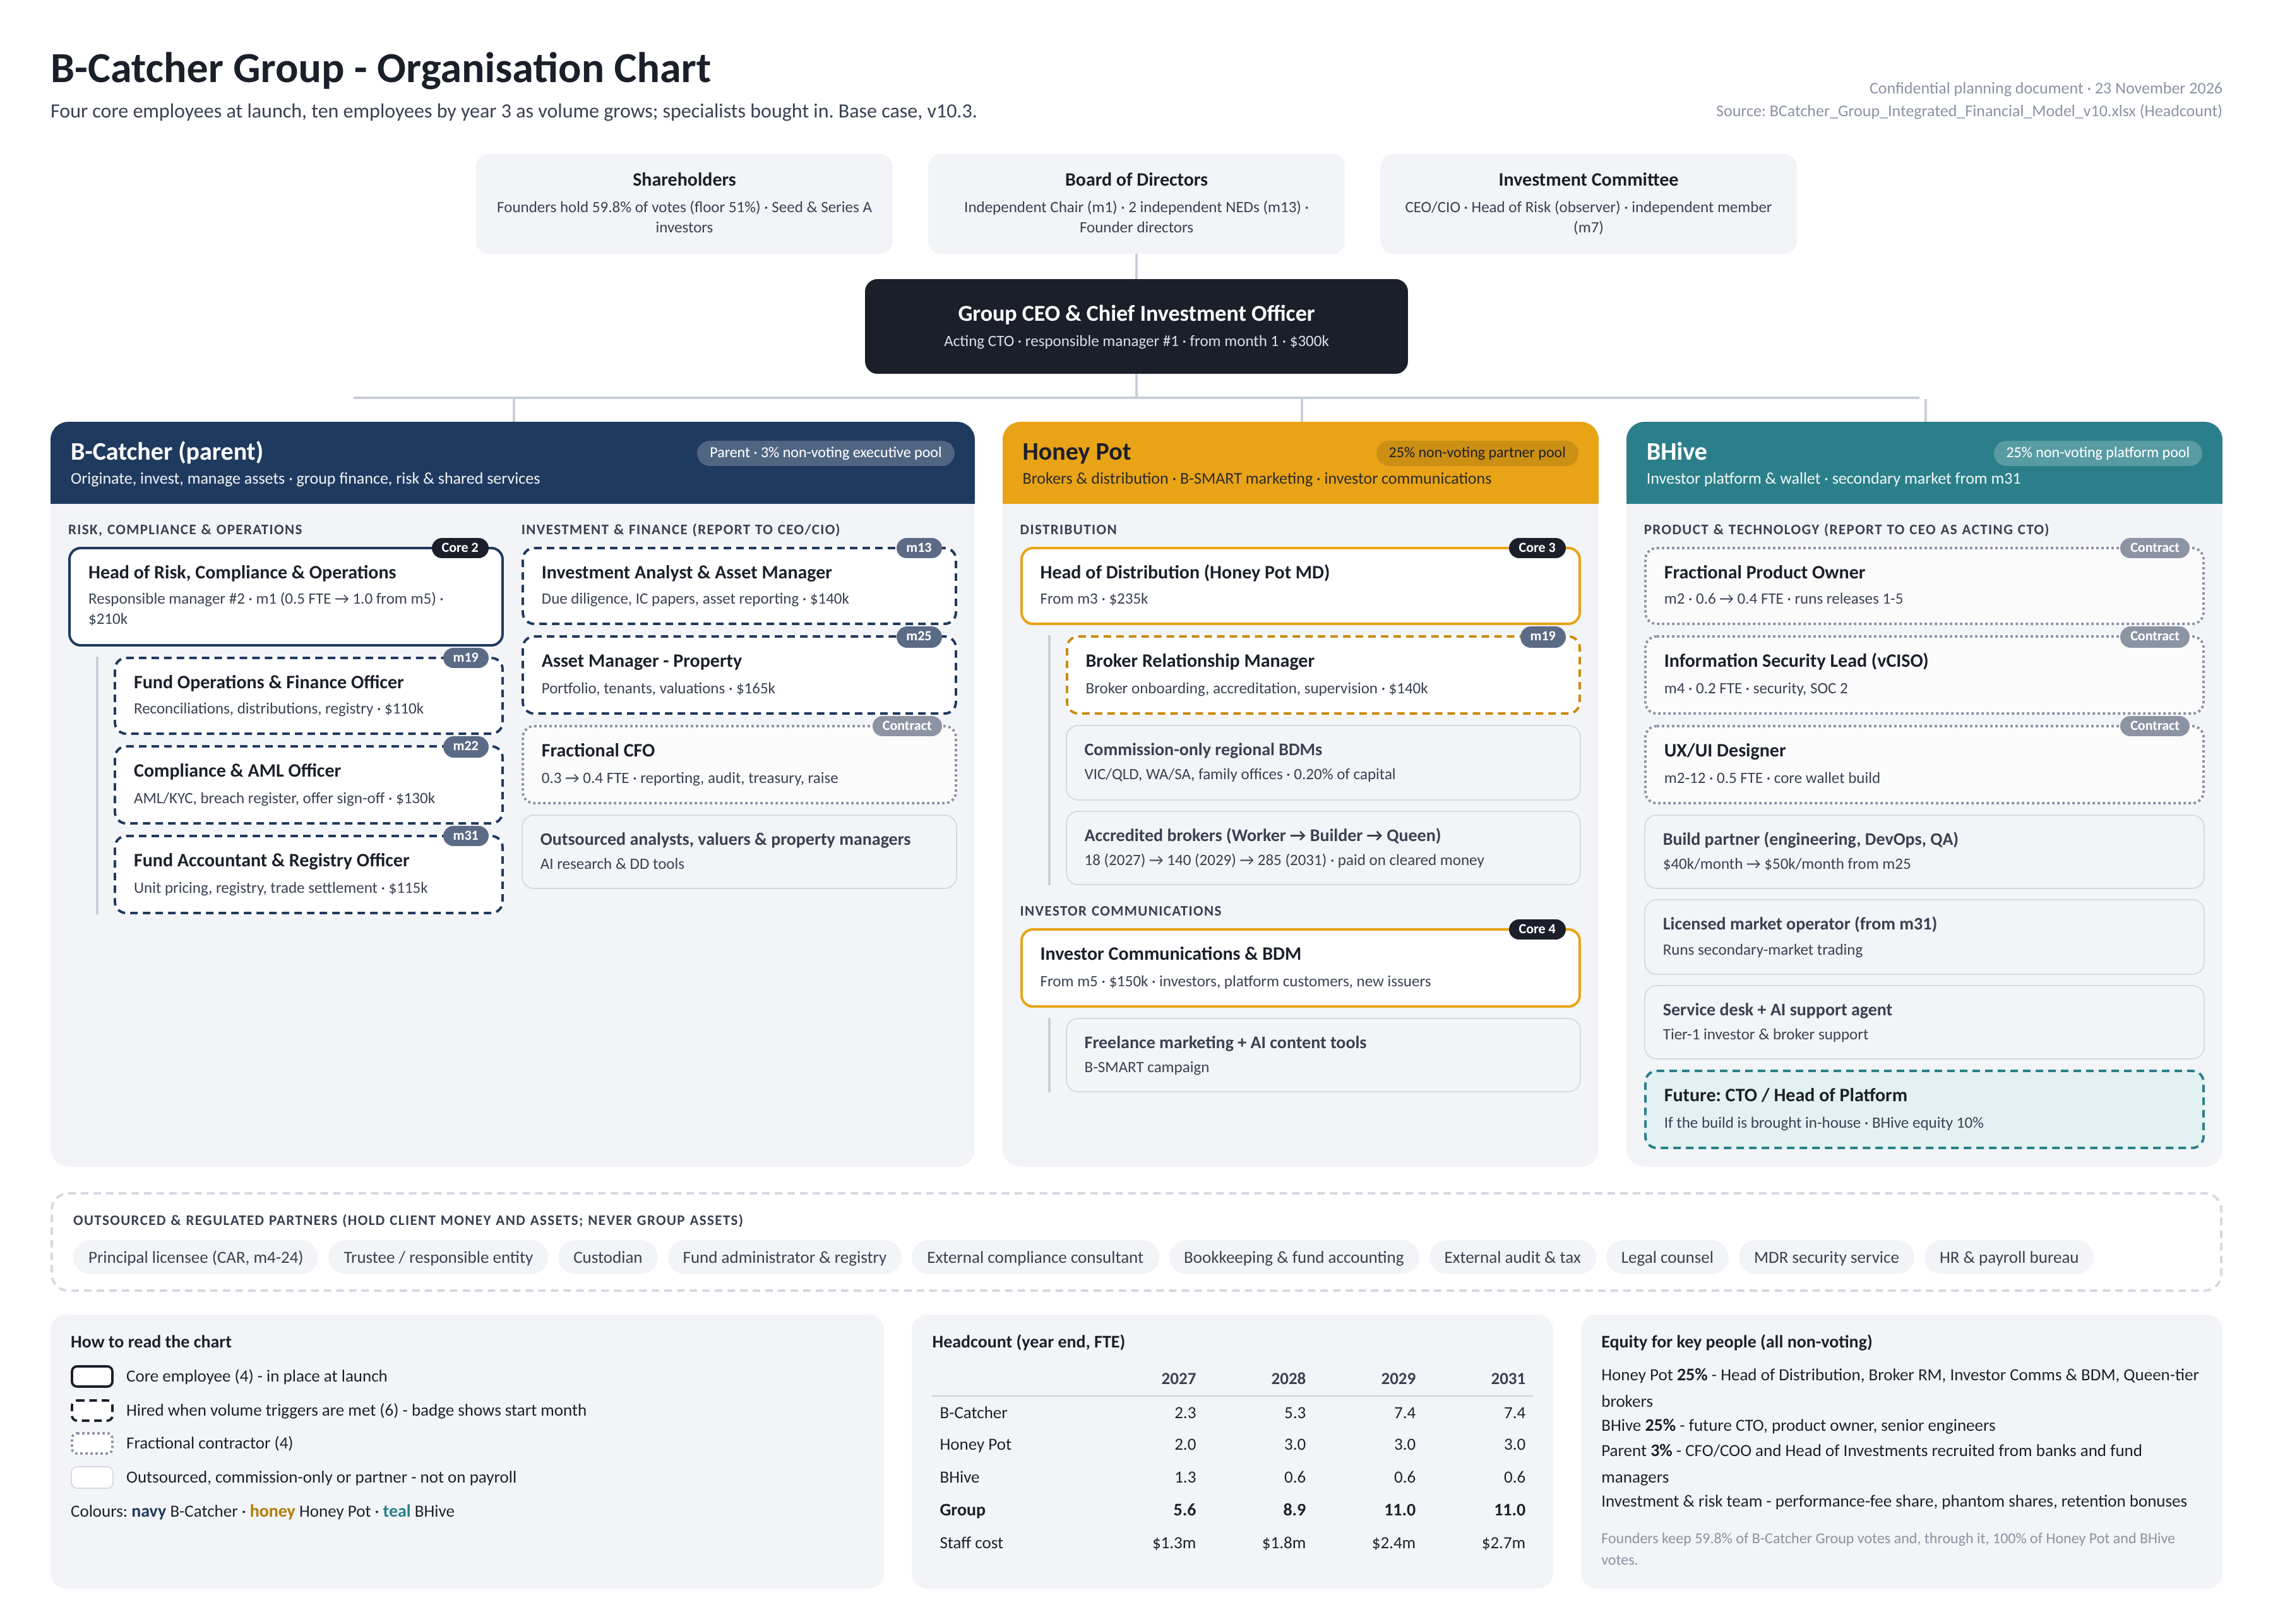 B-Catcher Group - Organisation Chart
Four core employees at launch, ten employees by year 3 as volume grows; specialists bought in. Base case, v10.3.
Confidential planning document · 23 November 2026
Source: BCatcher_Group_Integrated_Financial_Model_v10.xlsx (Headcount)
Shareholders
Founders hold 59.8% of votes (floor 51%) · Seed & Series A
investors
Board of Directors
Independent Chair (m1) · 2 independent NEDs (m13) ·
Founder directors
Investment Committee
CEO/CIO · Head of Risk (observer) · independent member
(m7)
Group CEO & Chief Investment Officer
Acting CTO · responsible manager #1 · from month 1 · $300k
B-Catcher (parent)
Parent · 3% non-voting executive pool
Originate, invest, manage assets · group finance, risk & shared services
RISK, COMPLIANCE & OPERATIONS
Core 2
Head of Risk, Compliance & Operations
Responsible manager #2 · m1 (0.5 FTE → 1.0 from m5) ·
$210k
m19
Fund Operations & Finance Officer
Reconciliations, distributions, registry · $110k
m22
Compliance & AML Officer
AML/KYC, breach register, offer sign-off · $130k
m31
Fund Accountant & Registry Officer
Unit pricing, registry, trade settlement · $115k
INVESTMENT & FINANCE (REPORT TO CEO/CIO)
m13
Investment Analyst & Asset Manager
Due diligence, IC papers, asset reporting · $140k
m25
Asset Manager - Property
Portfolio, tenants, valuations · $165k
Contract
Fractional CFO
0.3 → 0.4 FTE · reporting, audit, treasury, raise
Outsourced analysts, valuers & property managers
AI research & DD tools
Honey Pot
25% non-voting partner pool
Brokers & distribution · B-SMART marketing · investor communications
DISTRIBUTION
Core 3
Head of Distribution (Honey Pot MD)
From m3 · $235k
m19
Broker Relationship Manager
Broker onboarding, accreditation, supervision · $140k
Commission-only regional BDMs
VIC/QLD, WA/SA, family offices · 0.20% of capital
Accredited brokers (Worker → Builder → Queen)
18 (2027) → 140 (2029) → 285 (2031) · paid on cleared money
INVESTOR COMMUNICATIONS
Core 4
Investor Communications & BDM
From m5 · $150k · investors, platform customers, new issuers
Freelance marketing + AI content tools
B-SMART campaign
BHive
25% non-voting platform pool
Investor platform & wallet · secondary market from m31
PRODUCT & TECHNOLOGY (REPORT TO CEO AS ACTING CTO)
Contract
Fractional Product Owner
m2 · 0.6 → 0.4 FTE · runs releases 1-5
Contract
Information Security Lead (vCISO)
m4 · 0.2 FTE · security, SOC 2
Contract
UX/UI Designer
m2-12 · 0.5 FTE · core wallet build
Build partner (engineering, DevOps, QA)
$40k/month → $50k/month from m25
Licensed market operator (from m31)
Runs secondary-market trading
Service desk + AI support agent
Tier-1 investor & broker support
Future: CTO / Head of Platform
If the build is brought in-house · BHive equity 10%
OUTSOURCED & REGULATED PARTNERS (HOLD CLIENT MONEY AND ASSETS; NEVER GROUP ASSETS)
Principal licensee (CAR, m4-24)
Trustee / responsible entity
Custodian
Fund administrator & registry
External compliance consultant
Bookkeeping & fund accounting
External audit & tax
Legal counsel
MDR security service
HR & payroll bureau
How to read the chart
Core employee (4) - in place at launch
Hired when volume triggers are met (6) - badge shows start month
Fractional contractor (4)
Outsourced, commission-only or partner - not on payroll
Colours: navy B-Catcher · honey Honey Pot · teal BHive
Headcount (year end, FTE)
2027 2028 2029 2031
B-Catcher 2.3 5.3 7.4 7.4
Honey Pot 2.0 3.0 3.0 3.0
BHive 1.3 0.6 0.6 0.6
Group 5.6 8.9 11.0 11.0
Staff cost $1.3m $1.8m $2.4m $2.7m
Equity for key people (all non-voting)
Honey Pot 25% - Head of Distribution, Broker RM, Investor Comms & BDM, Queen-tier
brokers
BHive 25% - future CTO, product owner, senior engineers
Parent 3% - CFO/COO and Head of Investments recruited from banks and fund
managers
Investment & risk team - performance-fee share, phantom shares, retention bonuses
Founders keep 59.8% of B-Catcher Group votes and, through it, 100% of Honey Pot and BHive
votes.